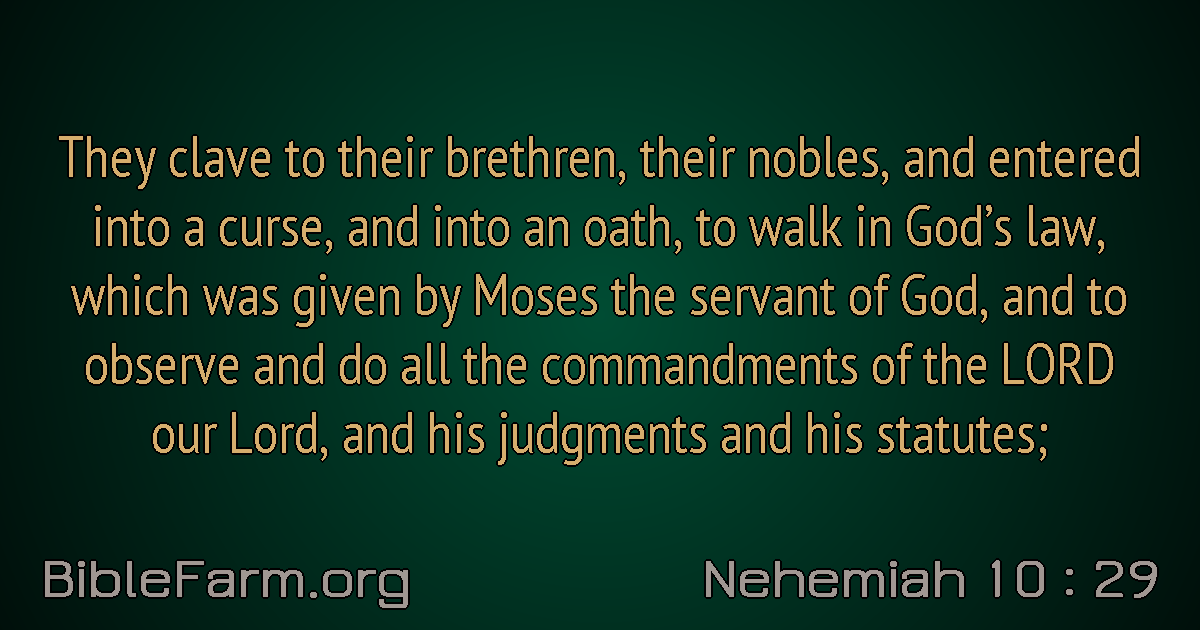 They clave to their brethren, their nobles, and entered
into a curse, and into an oath, to walk in God’s law,
which was given by Moses the servant of God, and to
observe and do all the commandments of the LORD
our Lord, and his judgments and his statutes;
BibleFarm.org
Nehemiah 10 : 29